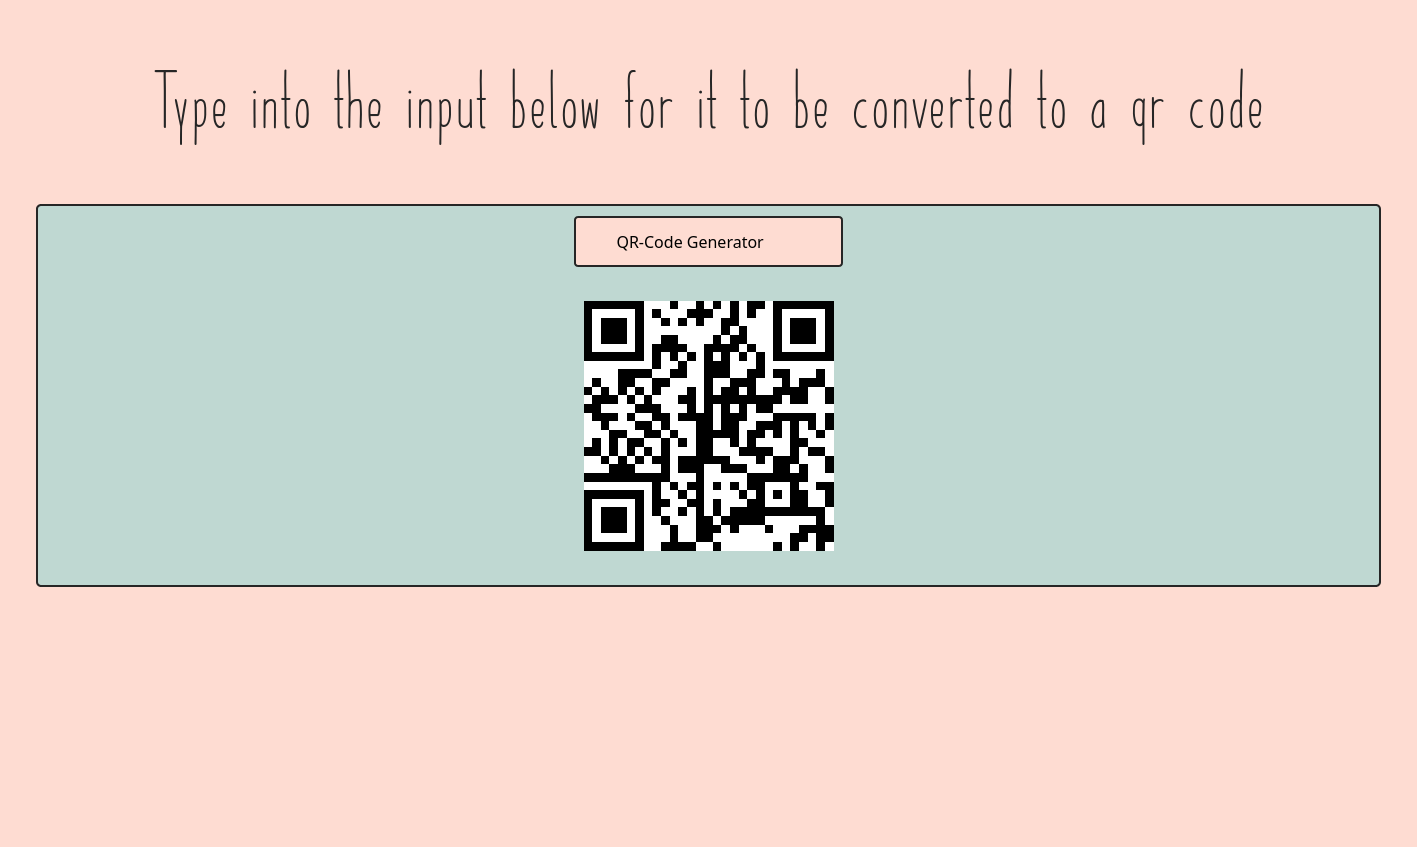 Type into the input below for it to be converted to a qr code
QR-Code Generator